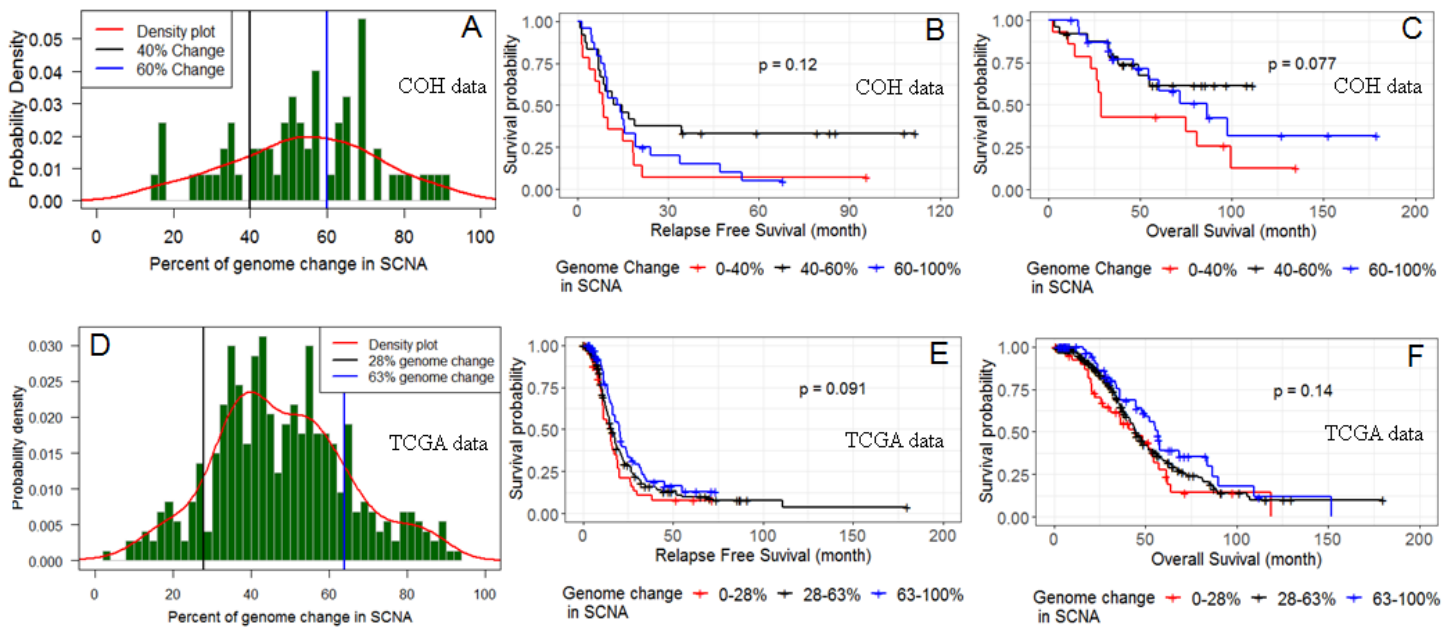 A
Density plot
40% Change
60% Change
COH data
Probability Density
0.05
0.04
0.03
0.02
0.01
0.00
0 20 40 60 80 100
Percent of genome change in SCNA
B
p = 0.12
COH data
Survival probability
1.00
0.75
0.50
0.25
0.00
0 30 60 90 120
Relapse Free Suvival (month)
Genome Change 0-40% 40-60% 60-100%
in SCNA
C
p = 0.077
COH data
Survival probability
1.00
0.75
0.50
0.25
0.00
0 50 100 150 200
Overall Suvival (month)
Genome Change 0-40% 40-60% 60-100%
in SCNA
D
Density plot
28% genome change
63% genome change
TCGA data
Probability density
0.030
0.025
0.020
0.015
0.010
0.005
0.000
0 20 40 60 80 100
Percent of genome change in SCNA
E
p = 0.091
TCGA data
Survival probability
1.00
0.75
0.50
0.25
0.00
0 50 100 150 200
Relapse Free Suvival (month)
Genome change 0-28% 28-63% 63-100%
in SCNA
F
p = 0.14
TCGA data
Survival probability
1.00
0.75
0.50
0.25
0.00
0 50 100 150 200
Overall Suvival (month)
Genome change 0-28% 28-63% 63-100%
in SCNA